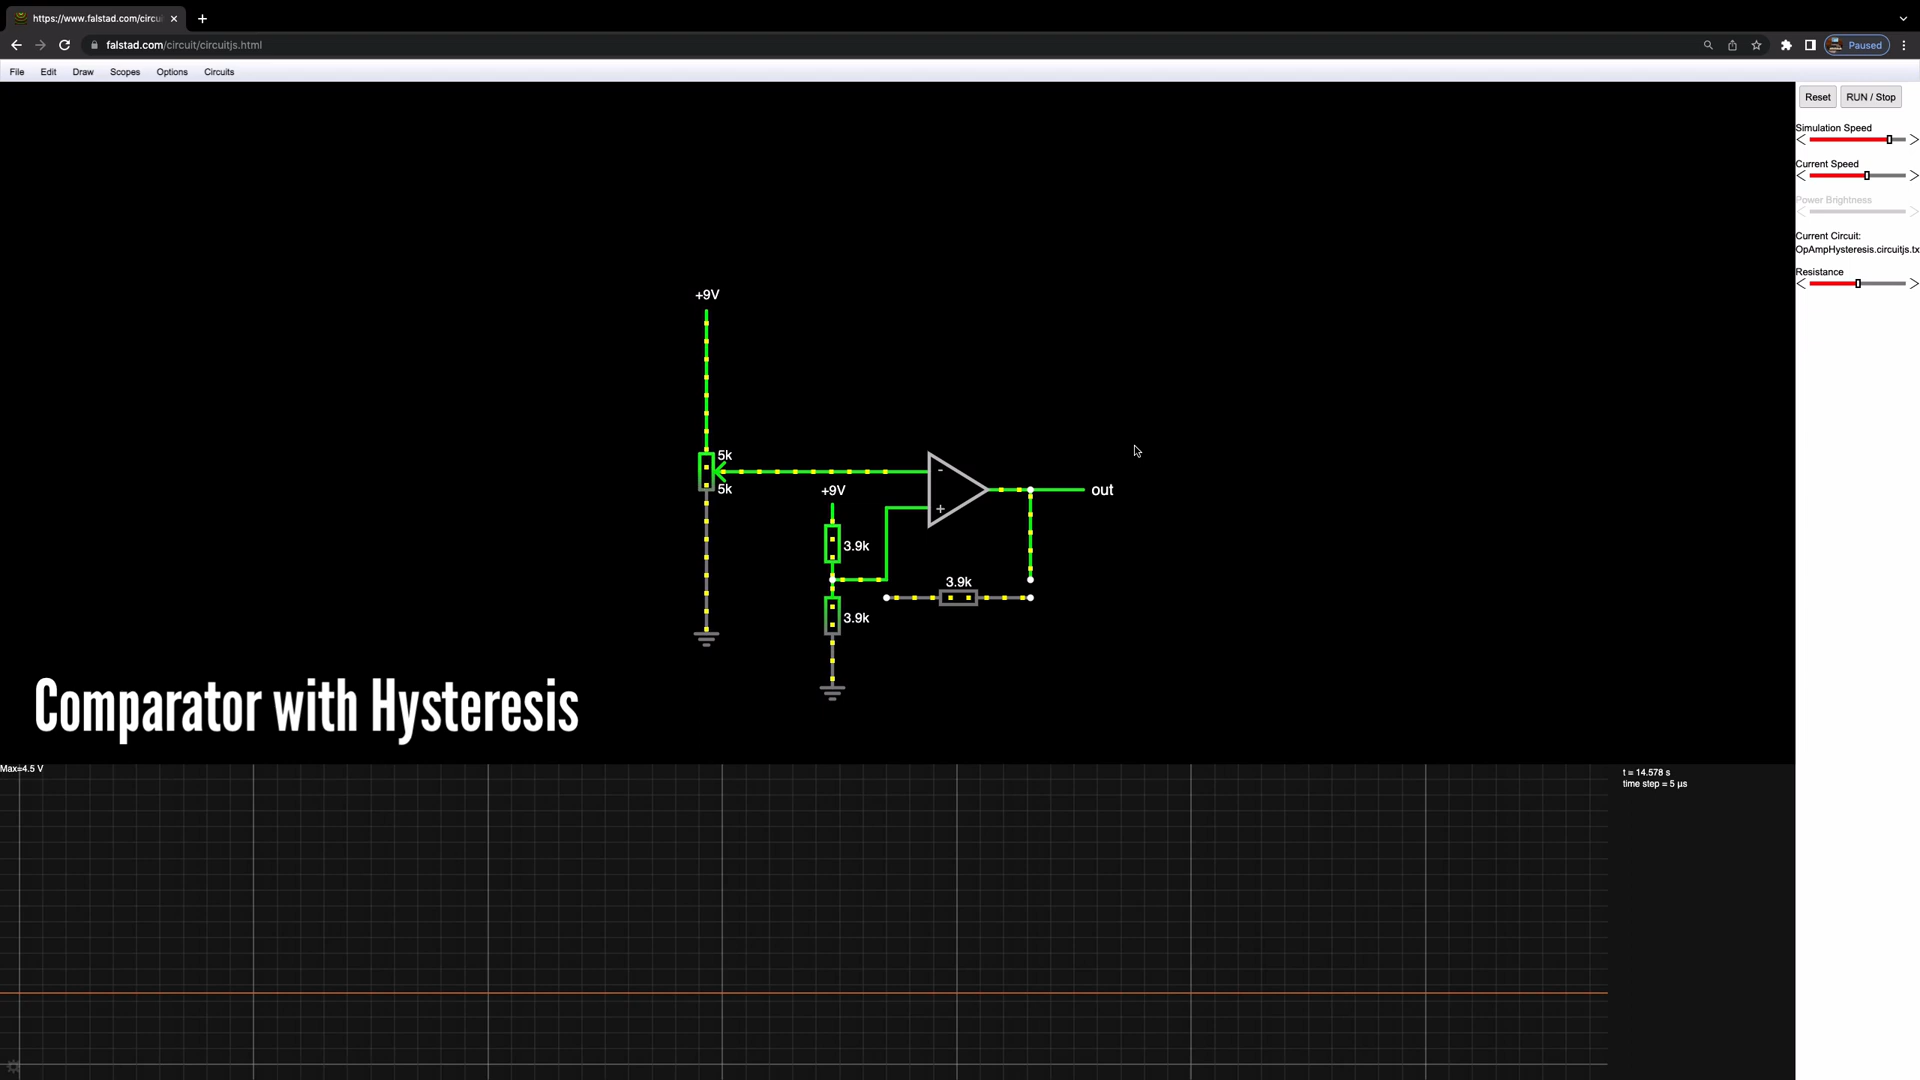 https://www.falstad.com/circu
falstad.com/circuit/circuitjs.html
Paused
File Edit Draw Scopes Options Circuits
Reset RUN / Stop
Simulation Speed
Current Speed
Power Brightness
Current Circuit:
OpAmpHysteresis.circuitjs.tx
Resistance
+9V
5k
5k
+9V
-
+
out
3.9k
3.9k
3.9k
Comparator with Hysteresis
Max=4.5 V
t = 14.578 s
time step = 5 µs